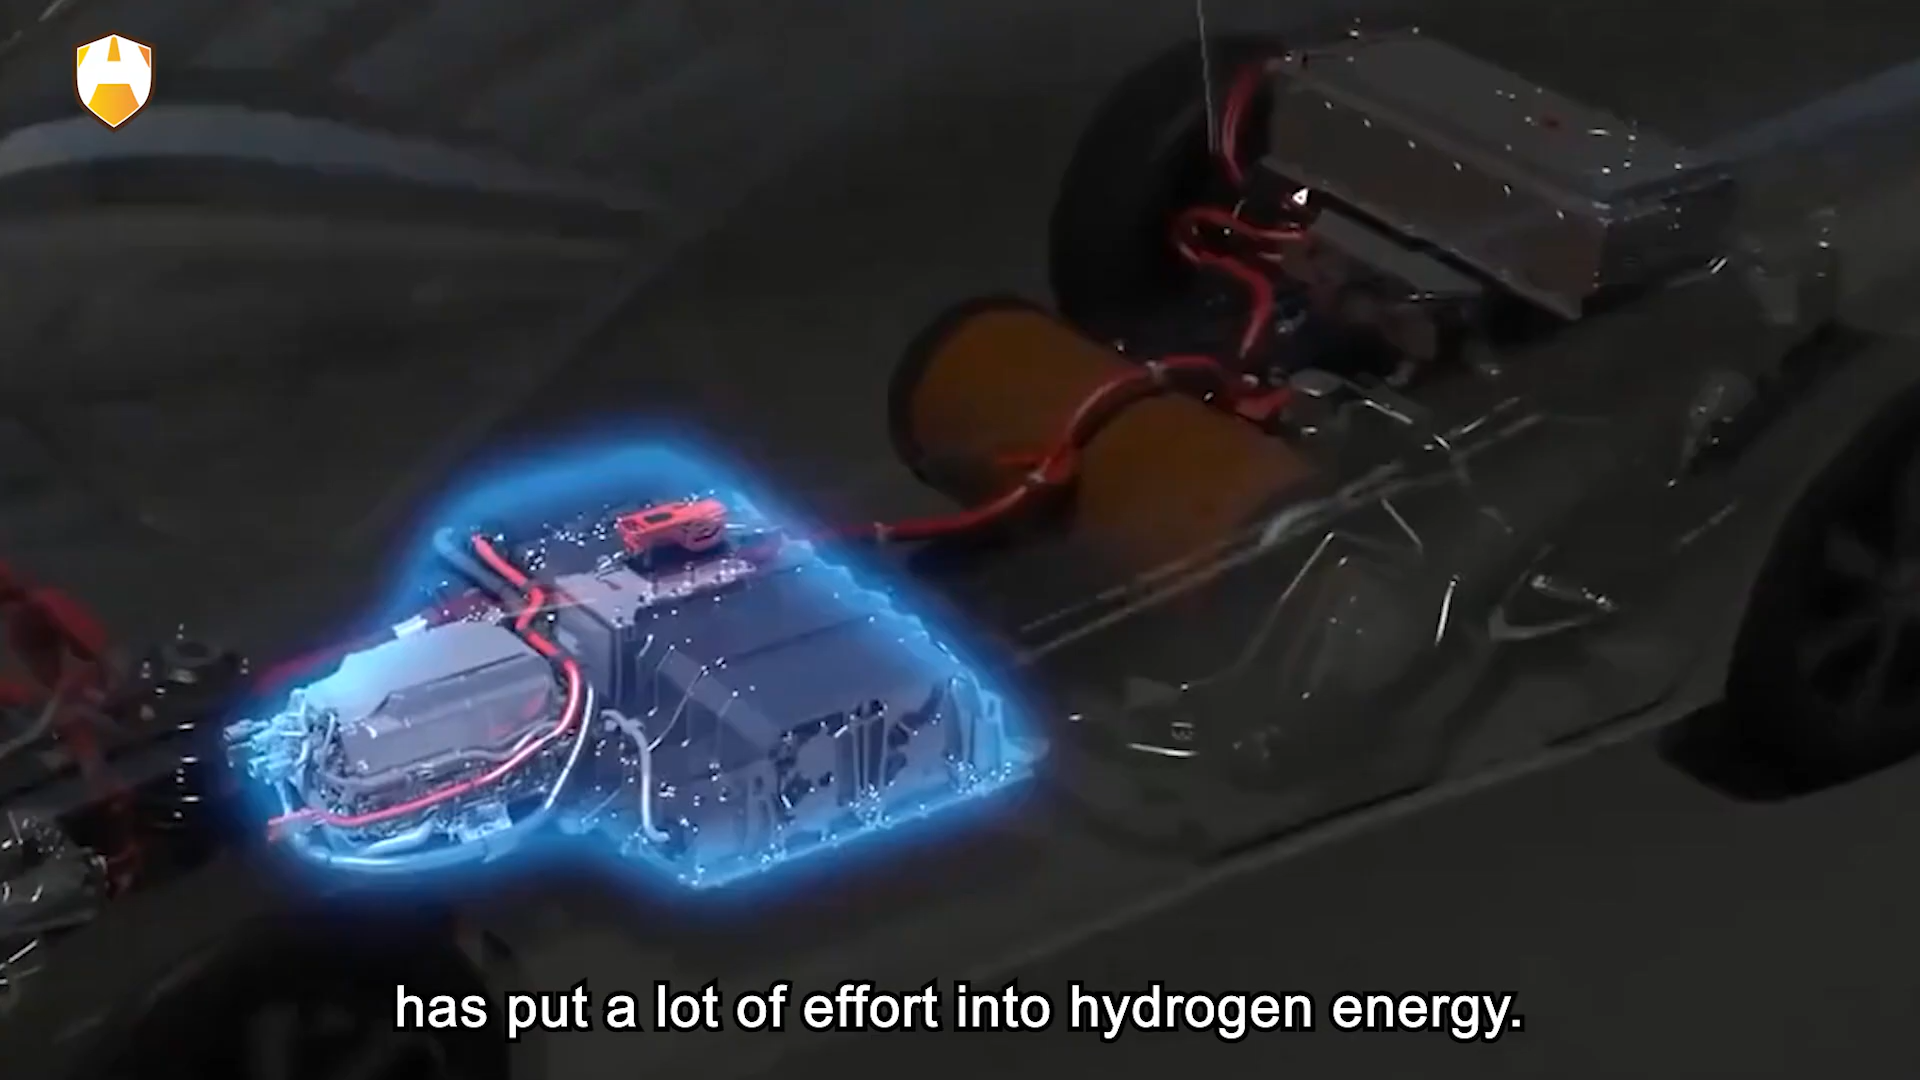 has put a lot of effort into hydrogen energy.